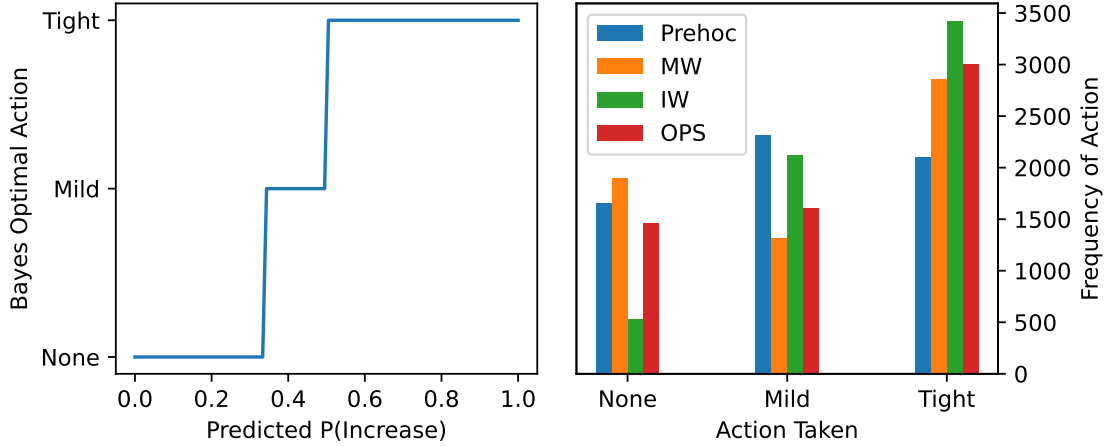 Bayes Optimal Action
Tight
Mild
None
0.0 0.2 0.4 0.6 0.8 1.0
Predicted P(Increase)
Prehoc
MW
IW
OPS
None Mild Tight
Action Taken
3500
3000
2500
2000
1500
1000
500
0
Frequency of Action